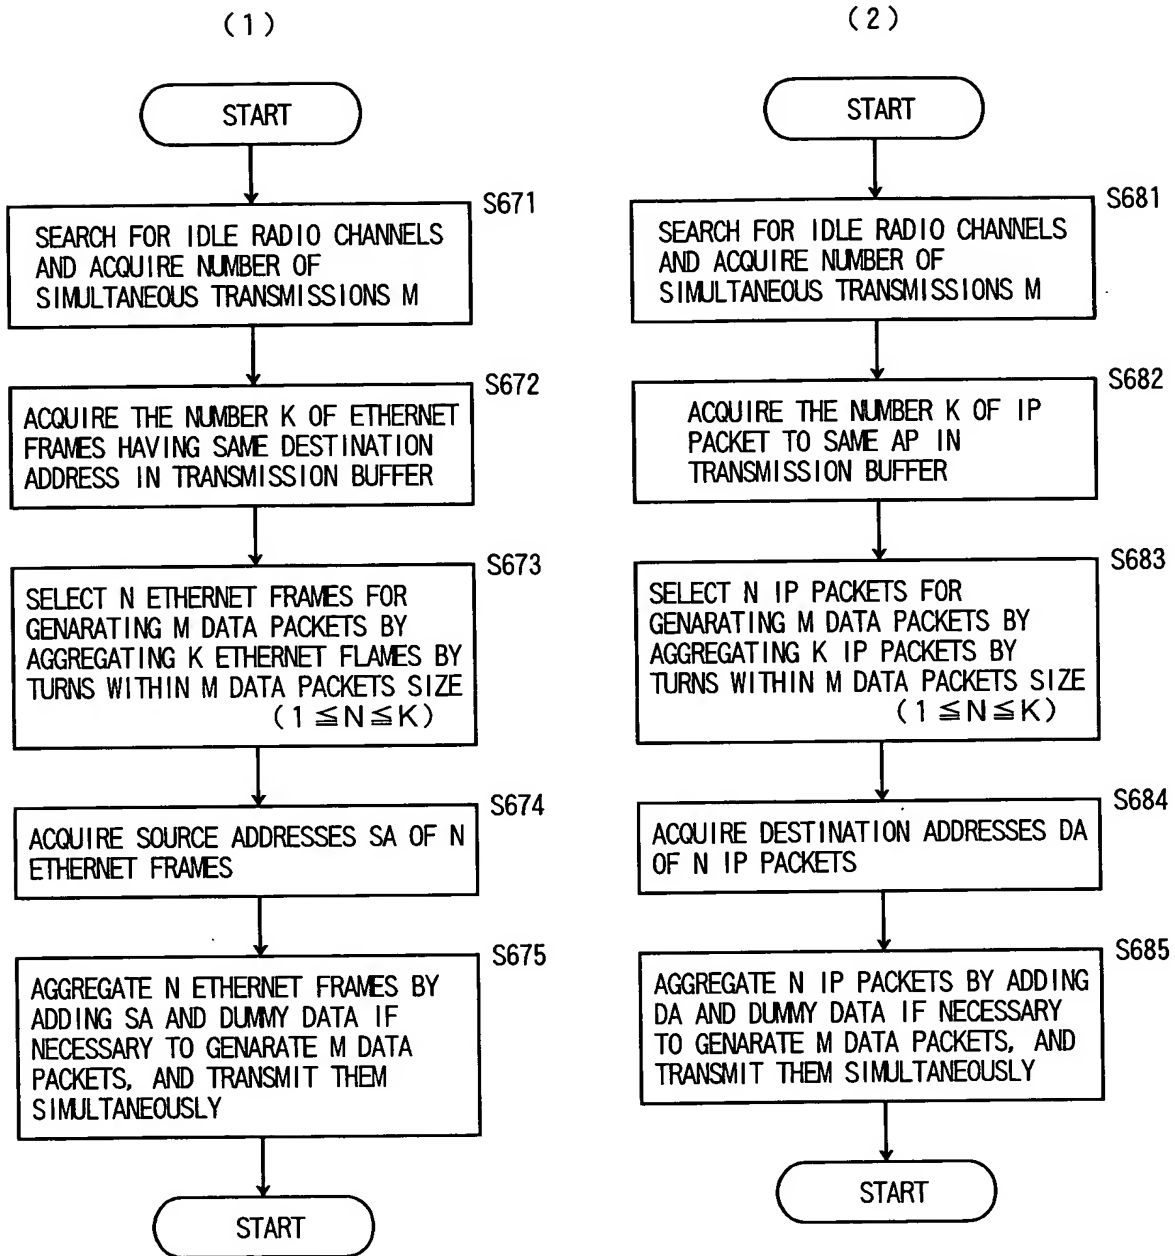 (1)
START
S671
SEARCH FOR IDLE RADIO CHANNELS
AND ACQUIRE NUMBER OF
SIMULTANEOUS TRANSMISSIONS M
S672
ACQUIRE THE NUMBER K OF ETHERNET
FRAMES HAVING SAME DESTINATION
ADDRESS IN TRANSMISSION BUFFER
S673
SELECT N ETHERNET FRAMES FOR
GENARATING M DATA PACKETS BY
AGGREGATING K ETHERNET FLAMES BY
TURNS WITHIN M DATA PACKETS SIZE
(1≦N≦K)
S674
ACQUIRE SOURCE ADDRESSES SA OF N
ETHERNET FRAMES
S675
AGGREGATE N ETHERNET FRAMES BY
ADDING SA AND DUMMY DATA IF
NECESSARY TO GENARATE M DATA
PACKETS, AND TRANSMIT THEM
SIMULTANEOUSLY
START
(2)
START
S681
SEARCH FOR IDLE RADIO CHANNELS
AND ACQUIRE NUMBER OF
SIMULTANEOUS TRANSMISSIONS M
S682
ACQUIRE THE NUMBER K OF IP
PACKET TO SAME AP IN
TRANSMISSION BUFFER
S683
SELECT N IP PACKETS FOR
GENARATING M DATA PACKETS BY
AGGREGATING K IP PACKETS BY
TURNS WITHIN M DATA PACKETS SIZE
(1≦N≦K)
S684
ACQUIRE DESTINATION ADDRESSES DA
OF N IP PACKETS
S685
AGGREGATE N IP PACKETS BY ADDING
DA AND DUMMY DATA IF NECESSARY
TO GENARATE M DATA PACKETS, AND
TRANSMIT THEM SIMULTANEOUSLY
START